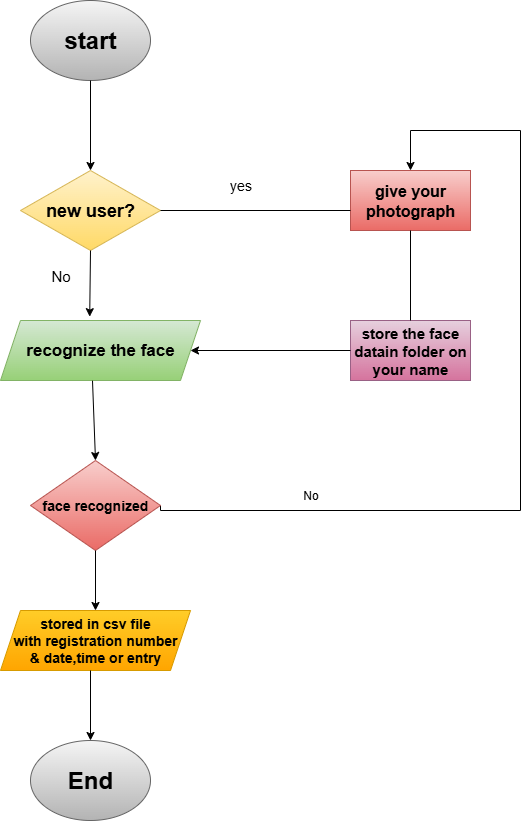 start
new user?
yes
give your
photograph
No
recognize the face
store the face
datain folder on
your name
face recognized
No
stored in csv file
with registration number
& date,time or entry
End